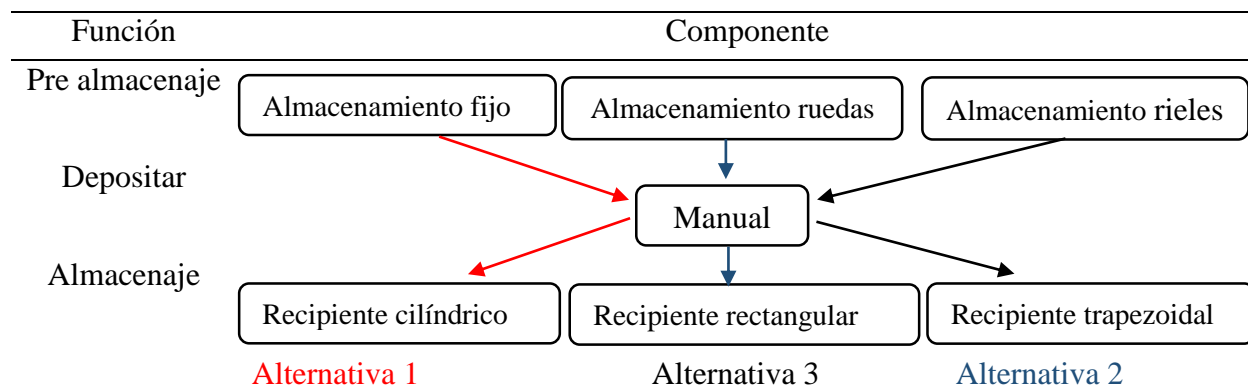 Función Componente
Pre almacenaje Almacenamiento fijo Almacenamiento ruedas Almacenamiento rieles
Depositar
Manual
Almacenaje
Recipiente cilíndrico Recipiente rectangular Recipiente trapezoidal
Alternativa 1 Alternativa 3 Alternativa 2